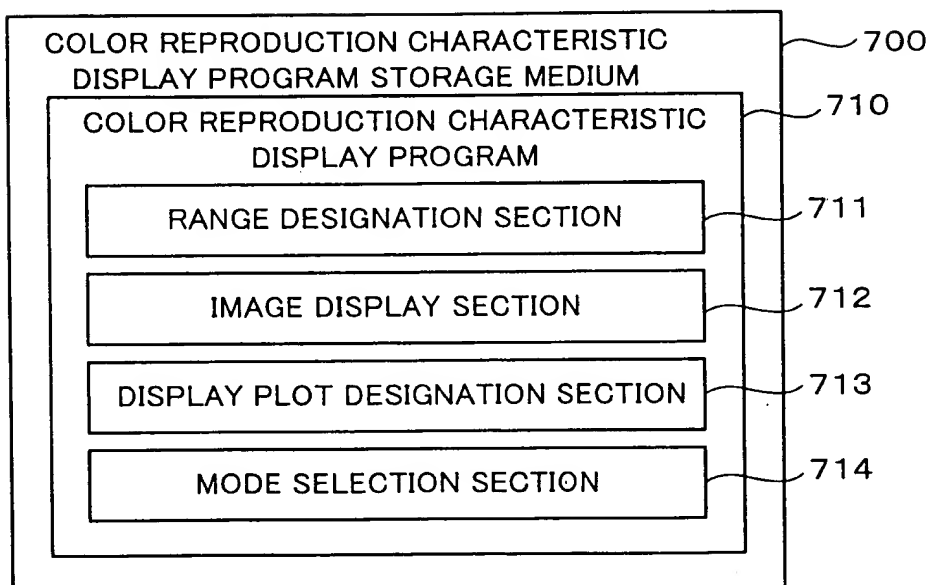 COLOR REPRODUCTION CHARACTERISTIC
DISPLAY PROGRAM STORAGE MEDIUM
700
COLOR REPRODUCTION CHARACTERISTIC
DISPLAY PROGRAM
710
RANGE DESIGNATION SECTION
711
IMAGE DISPLAY SECTION
712
DISPLAY PLOT DESIGNATION SECTION
713
MODE SELECTION SECTION
714